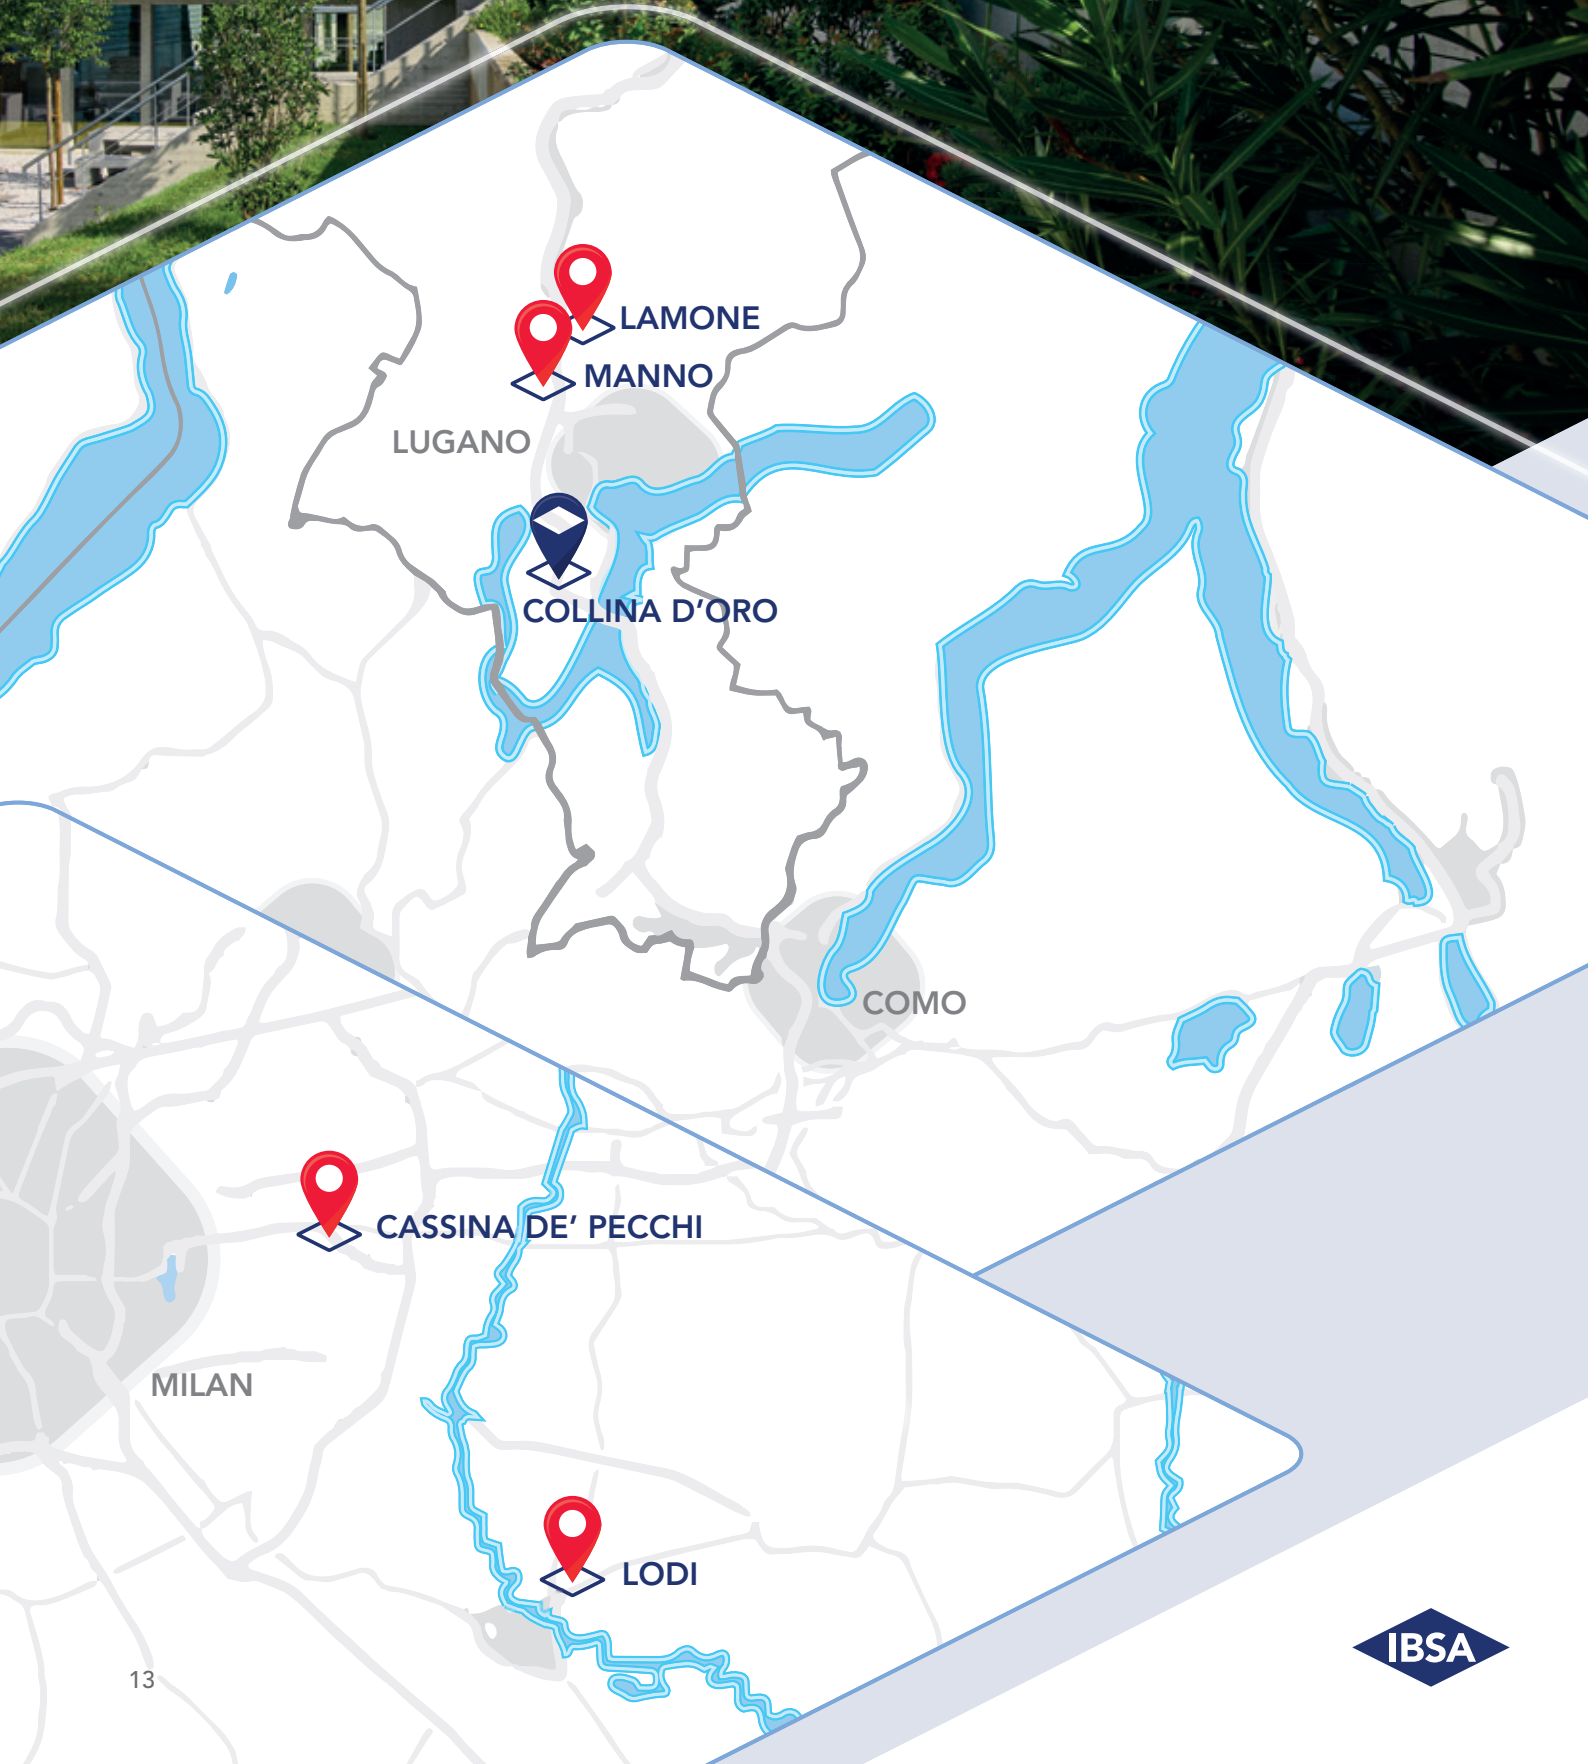 LAMONE
MANNO
LUGANO
COLLINA D’ORO
COMO
CASSINA DE’ PECCHI
MILAN
LODI
IBSA
13